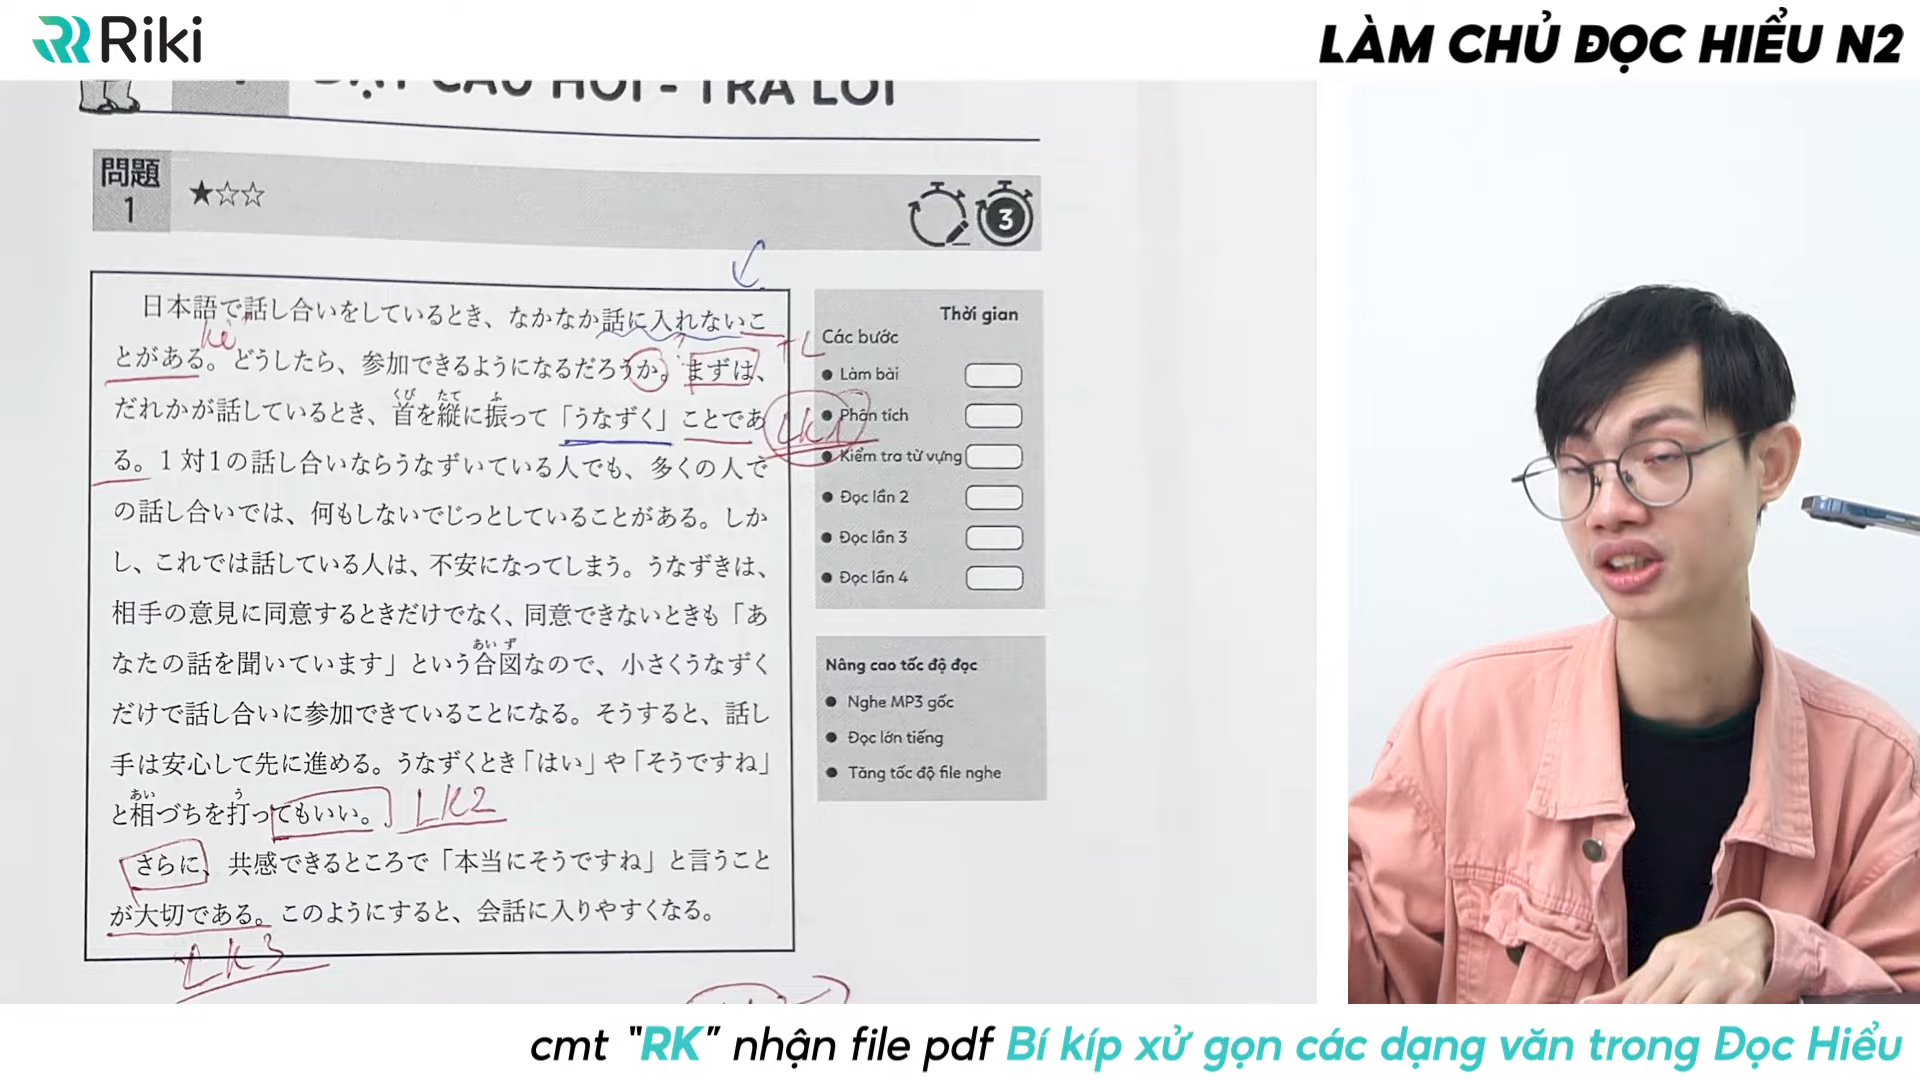 Riki
LÀM CHỦ ĐỌC HIỂU N2
ĐẶT CÂU HỎI - TRẢ LỜI
問題
1
★☆☆
3
日本語で話し合いをしているとき、なかなか話に入れないこ
とがある。どうしたら、参加できるようになるだろうか。まずは、
くび たて ふ
だれかが話しているとき、首を縦に振って「うなずく」ことであ
る。1対1の話し合いならうなずいている人でも、多くの人で
の話し合いでは、何もしないでじっとしていることがある。しか
し、これでは話している人は、不安になってしまう。うなずきは、
相手の意見に同意するときだけでなく、同意できないときも「あ
あい ず
なたの話を聞いています」という合図なので、小さくうなずく
だけで話し合いに参加できていることになる。そうすると、話し
手は安心して先に進める。うなずくとき「はい」や「そうですね」
あい う
と相づちを打ってもいい。
LK2
さらに、共感できるところで「本当にそうですね」と言うこと
が大切である。このようにすると、会話に入りやすくなる。
LK3
LK1
Thời gian
Các bước
● Làm bài
● Phân tích
● Kiểm tra từ vựng
● Đọc lần 2
● Đọc lần 3
● Đọc lần 4
Nâng cao tốc độ đọc
● Nghe MP3 gốc
● Đọc lớn tiếng
● Tăng tốc độ file nghe
cmt "RK" nhận file pdf Bí kíp xử gọn các dạng văn trong Đọc Hiểu